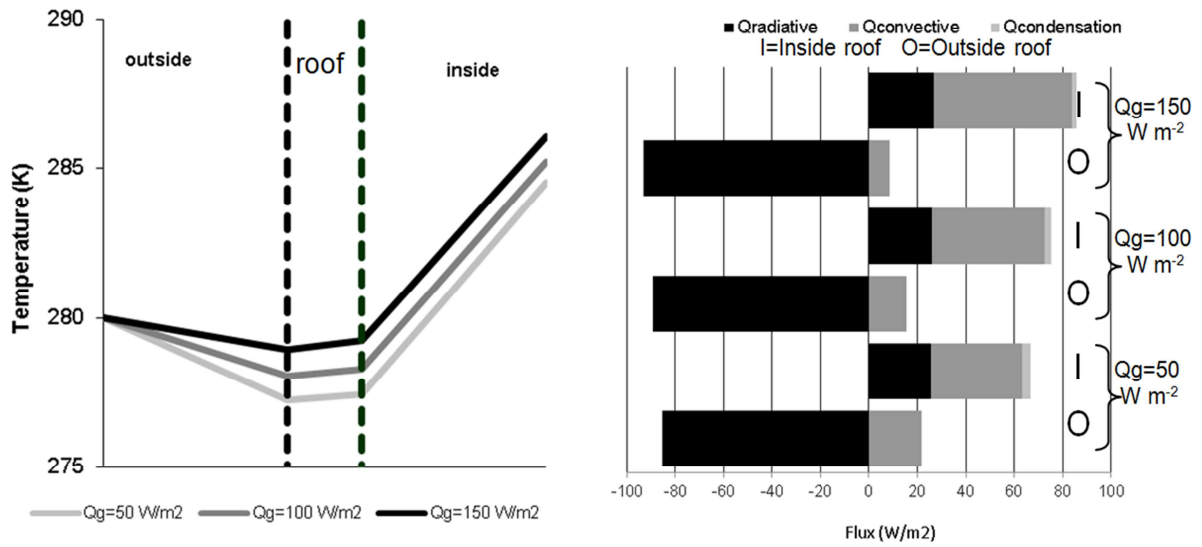 290
285
280
275
Temperature (K)
outside
roof
inside
Qg=50 W/m2 Qg=100 W/m2 Qg=150 W/m2
Qradiative Qconvective Qcondensation
I=Inside roof O=Outside roof
I
O
Qg=150
W m-2
I
O
Qg=100
W m-2
I
O
Qg=50
W m-2
-100 -80 -60 -40 -20 0 20 40 60 80 100
Flux (W/m2)